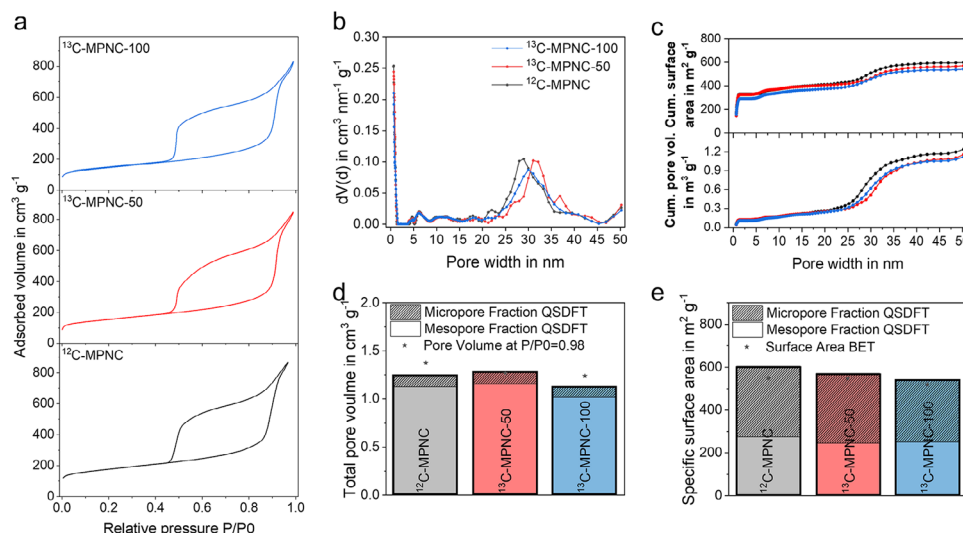 a
Adsorbed volume in cm³ g⁻¹
¹³C-MPNC-100
800
600
400
200
0
¹³C-MPNC-50
800
600
400
200
0
¹²C-MPNC
800
600
400
200
0
0.0 0.2 0.4 0.6 0.8 1.0
Relative pressure P/P0
b
dV(d) in cm³ nm⁻¹ g⁻¹
0.30
0.25
0.20
0.15
0.10
0.05
0.00
¹³C-MPNC-100
¹³C-MPNC-50
¹²C-MPNC
0 5 10 15 20 25 30 35 40 45 50
Pore width in nm
c
Cum. surface
area in m² g⁻¹
800
600
400
200
0
Cum. pore vol.
in m³ g⁻¹
1.2
0.9
0.6
0.3
0.0
0 5 10 15 20 25 30 35 40 45 50
Pore width in nm
d
Total pore voulme in cm³ g⁻¹
2.0
1.5
1.0
0.5
0.0
Micropore Fraction QSDFT
Mesopore Fraction QSDFT
* Pore Volume at P/P0=0.98
¹²C-MPNC
¹³C-MPNC-50
¹³C-MPNC-100
e
Specific surface area in m² g⁻¹
800
600
400
200
0
Micropore Fraction QSDFT
Mesopore Fraction QSDFT
* Surface Area BET
¹²C-MPNC
¹³C-MPNC-50
¹³C-MPNC-100